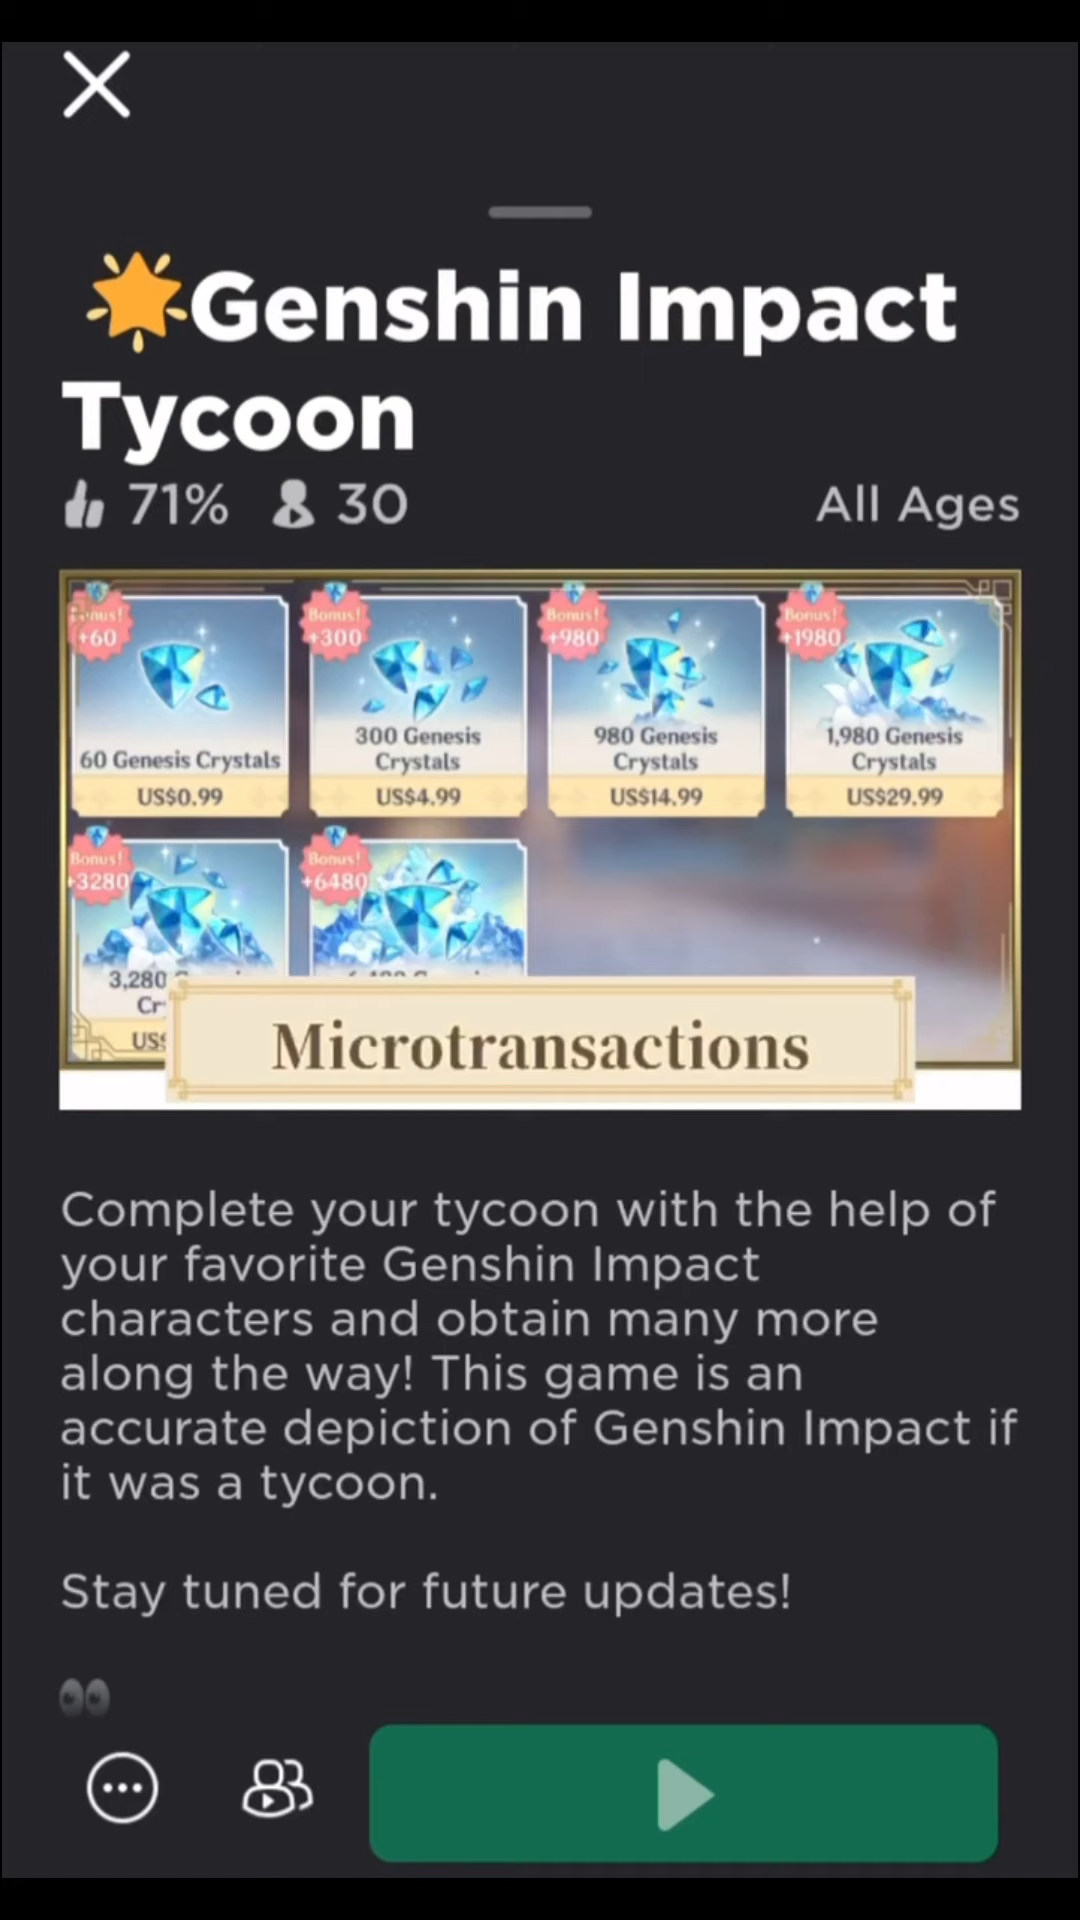 🌟Genshin Impact
Tycoon
71% 30 All Ages
Bonus! +60
60 Genesis Crystals
US$0.99
Bonus! +300
300 Genesis
Crystals
US$4.99
Bonus! +980
980 Genesis
Crystals
US$14.99
Bonus! +1980
1,980 Genesis
Crystals
US$29.99
Bonus! +3280
3,280
Cr
US$
Bonus! +6480
Microtransactions
Complete your tycoon with the help of
your favorite Genshin Impact
characters and obtain many more
along the way! This game is an
accurate depiction of Genshin Impact if
it was a tycoon.
Stay tuned for future updates!
👀